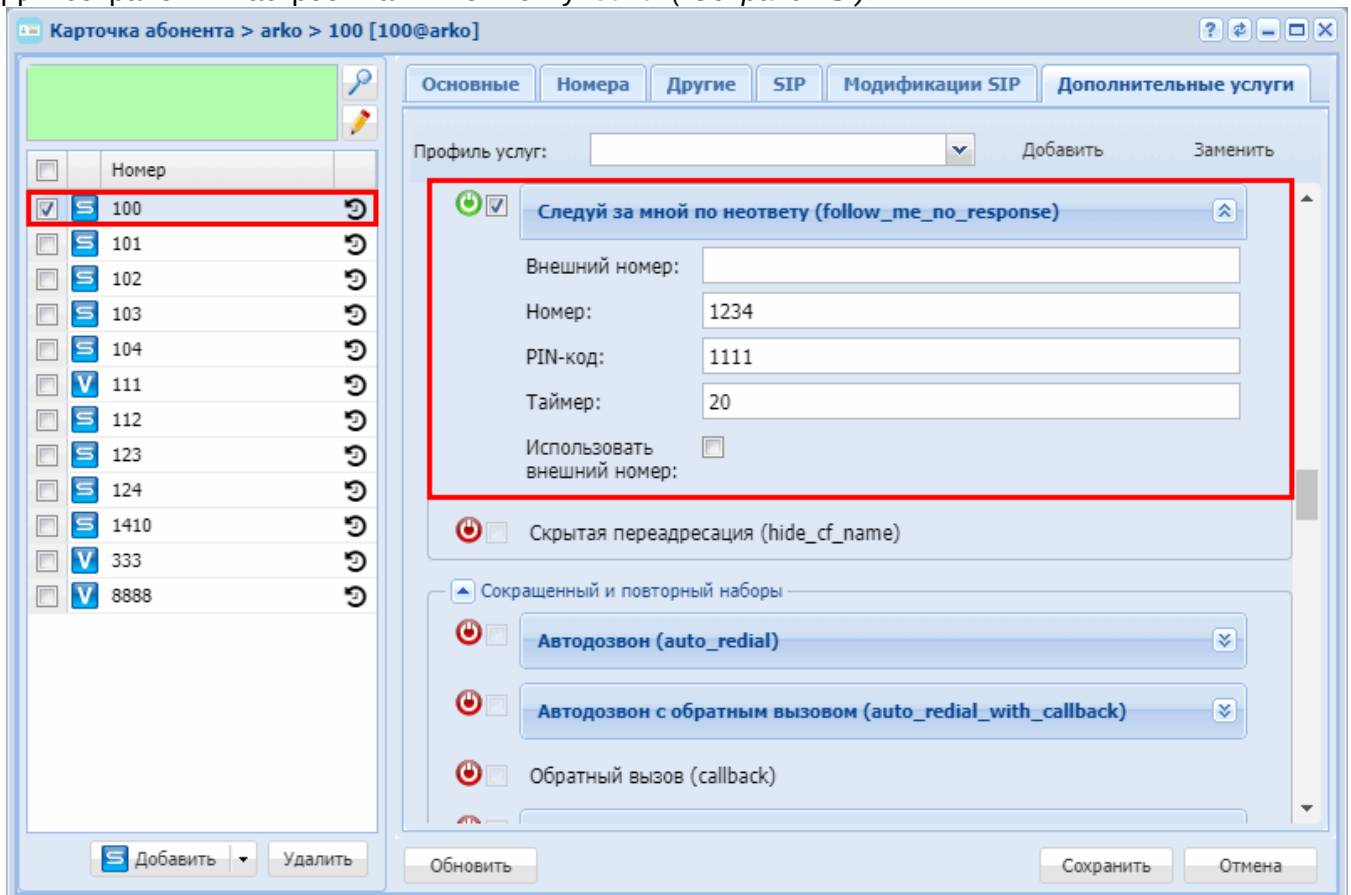 Карточка абонента > arko > 100 [100@arko]
Основные Номера Другие SIP Модификации SIP Дополнительные услуги
Профиль услуг: Добавить Заменить
Номер
100
101
102
103
104
111
112
123
124
1410
333
8888
Следуй за мной по неответу (follow_me_no_response)
Внешний номер:
Номер: 1234
PIN-код: 1111
Таймер: 20
Использовать
внешний номер:
Скрытая переадресация (hide_cf_name)
Сокращенный и повторный наборы
Автодозвон (auto_redial)
Автодозвон с обратным вызовом (auto_redial_with_callback)
Обратный вызов (callback)
Добавить Удалить
Обновить Сохранить Отмена